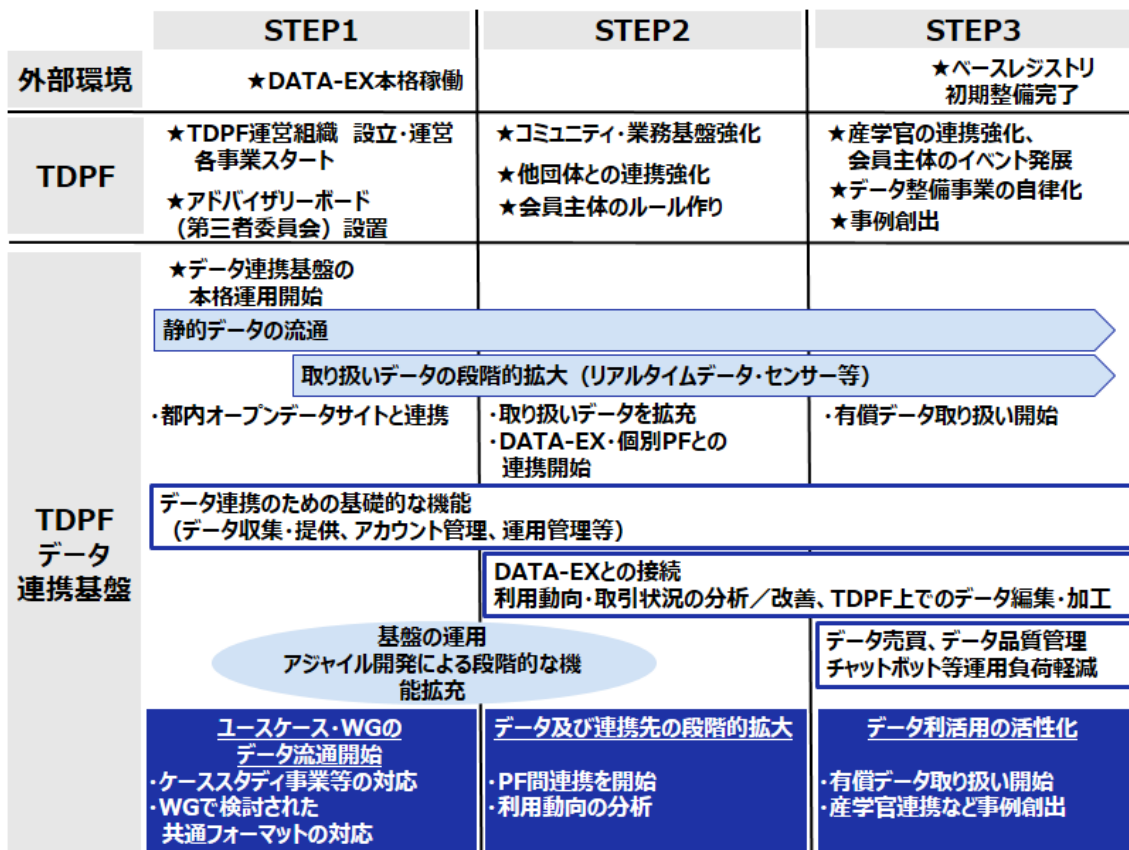 STEP1
STEP2
STEP3
外部環境
★DATA-EX本格稼働
★ベースレジストリ
初期整備完了
TDPF
★TDPF運営組織 設立・運営
各事業スタート
★アドバイザリーボード
（第三者委員会）設置
★コミュニティ・業務基盤強化
★他団体との連携強化
★会員主体のルール作り
★産学官の連携強化、
会員主体のイベント発展
★データ整備事業の自律化
★事例創出
TDPF
データ
連携基盤
★データ連携基盤の
本格運用開始
静的データの流通
取り扱いデータの段階的拡大（リアルタイムデータ・センサー等）
・都内オープンデータサイトと連携
・取り扱いデータを拡充
・DATA-EX・個別PFとの
連携開始
・有償データ取り扱い開始
データ連携のための基礎的な機能
（データ収集・提供、アカウント管理、運用管理等）
DATA-EXとの接続
利用動向・取引状況の分析／改善、TDPF上でのデータ編集・加工
基盤の運用
アジャイル開発による段階的な機
能拡充
データ売買、データ品質管理
チャットボット等運用負荷軽減
ユースケース・WGの
データ流通開始
・ケーススタディ事業等の対応
・WGで検討された
共通フォーマットの対応
データ及び連携先の段階的拡大
・PF間連携を開始
・利用動向の分析
データ利活用の活性化
・有償データ取り扱い開始
・産学官連携など事例創出